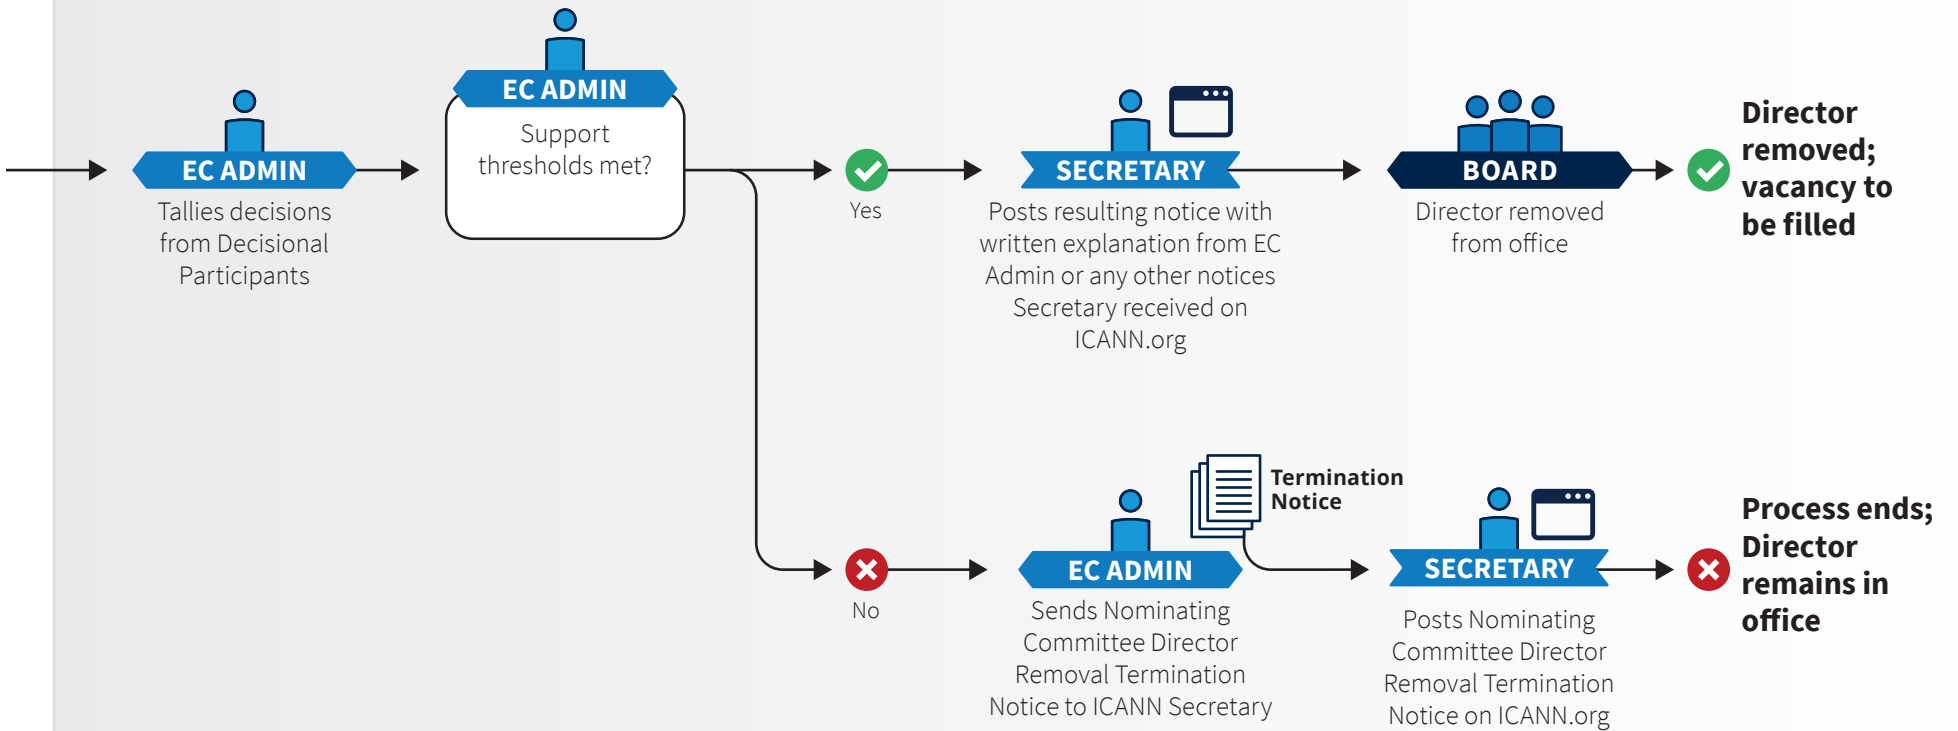 EC ADMIN
Tallies decisions
from Decisional
Participants
EC ADMIN
Support
thresholds met?
Yes
SECRETARY
Posts resulting notice with
written explanation from EC
Admin or any other notices
Secretary received on
ICANN.org
BOARD
Director removed
from office
Director
removed;
vacancy to
be filled
No
EC ADMIN
Sends Nominating
Committee Director
Removal Termination
Notice to ICANN Secretary
Termination
Notice
SECRETARY
Posts Nominating
Committee Director
Removal Termination
Notice on ICANN.org
Process ends;
Director
remains in
office